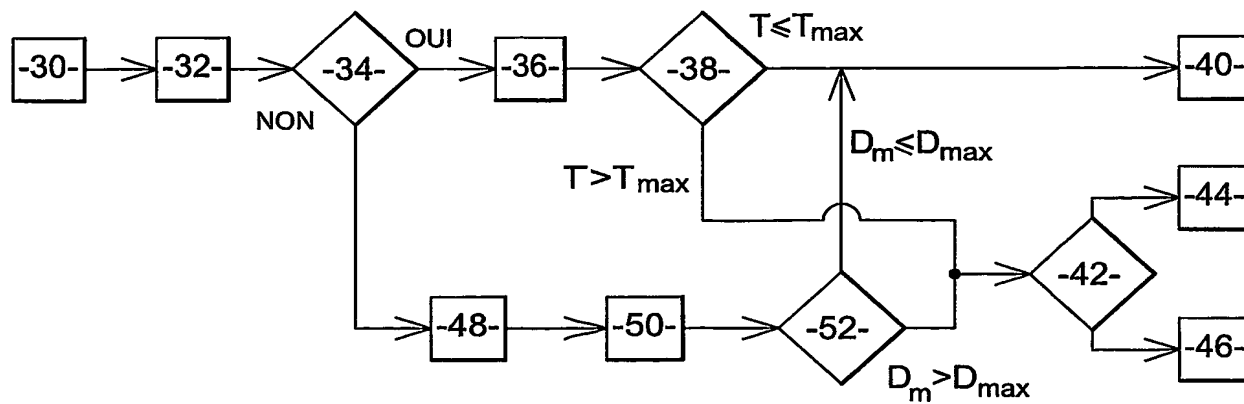 T≤Tmax
OUI
-30-
-32-
-34-
-36-
-38-
-40-
NON
Dm≤Dmax
T>Tmax
-44-
-42-
-48-
-50-
-52-
-46-
Dm>Dmax